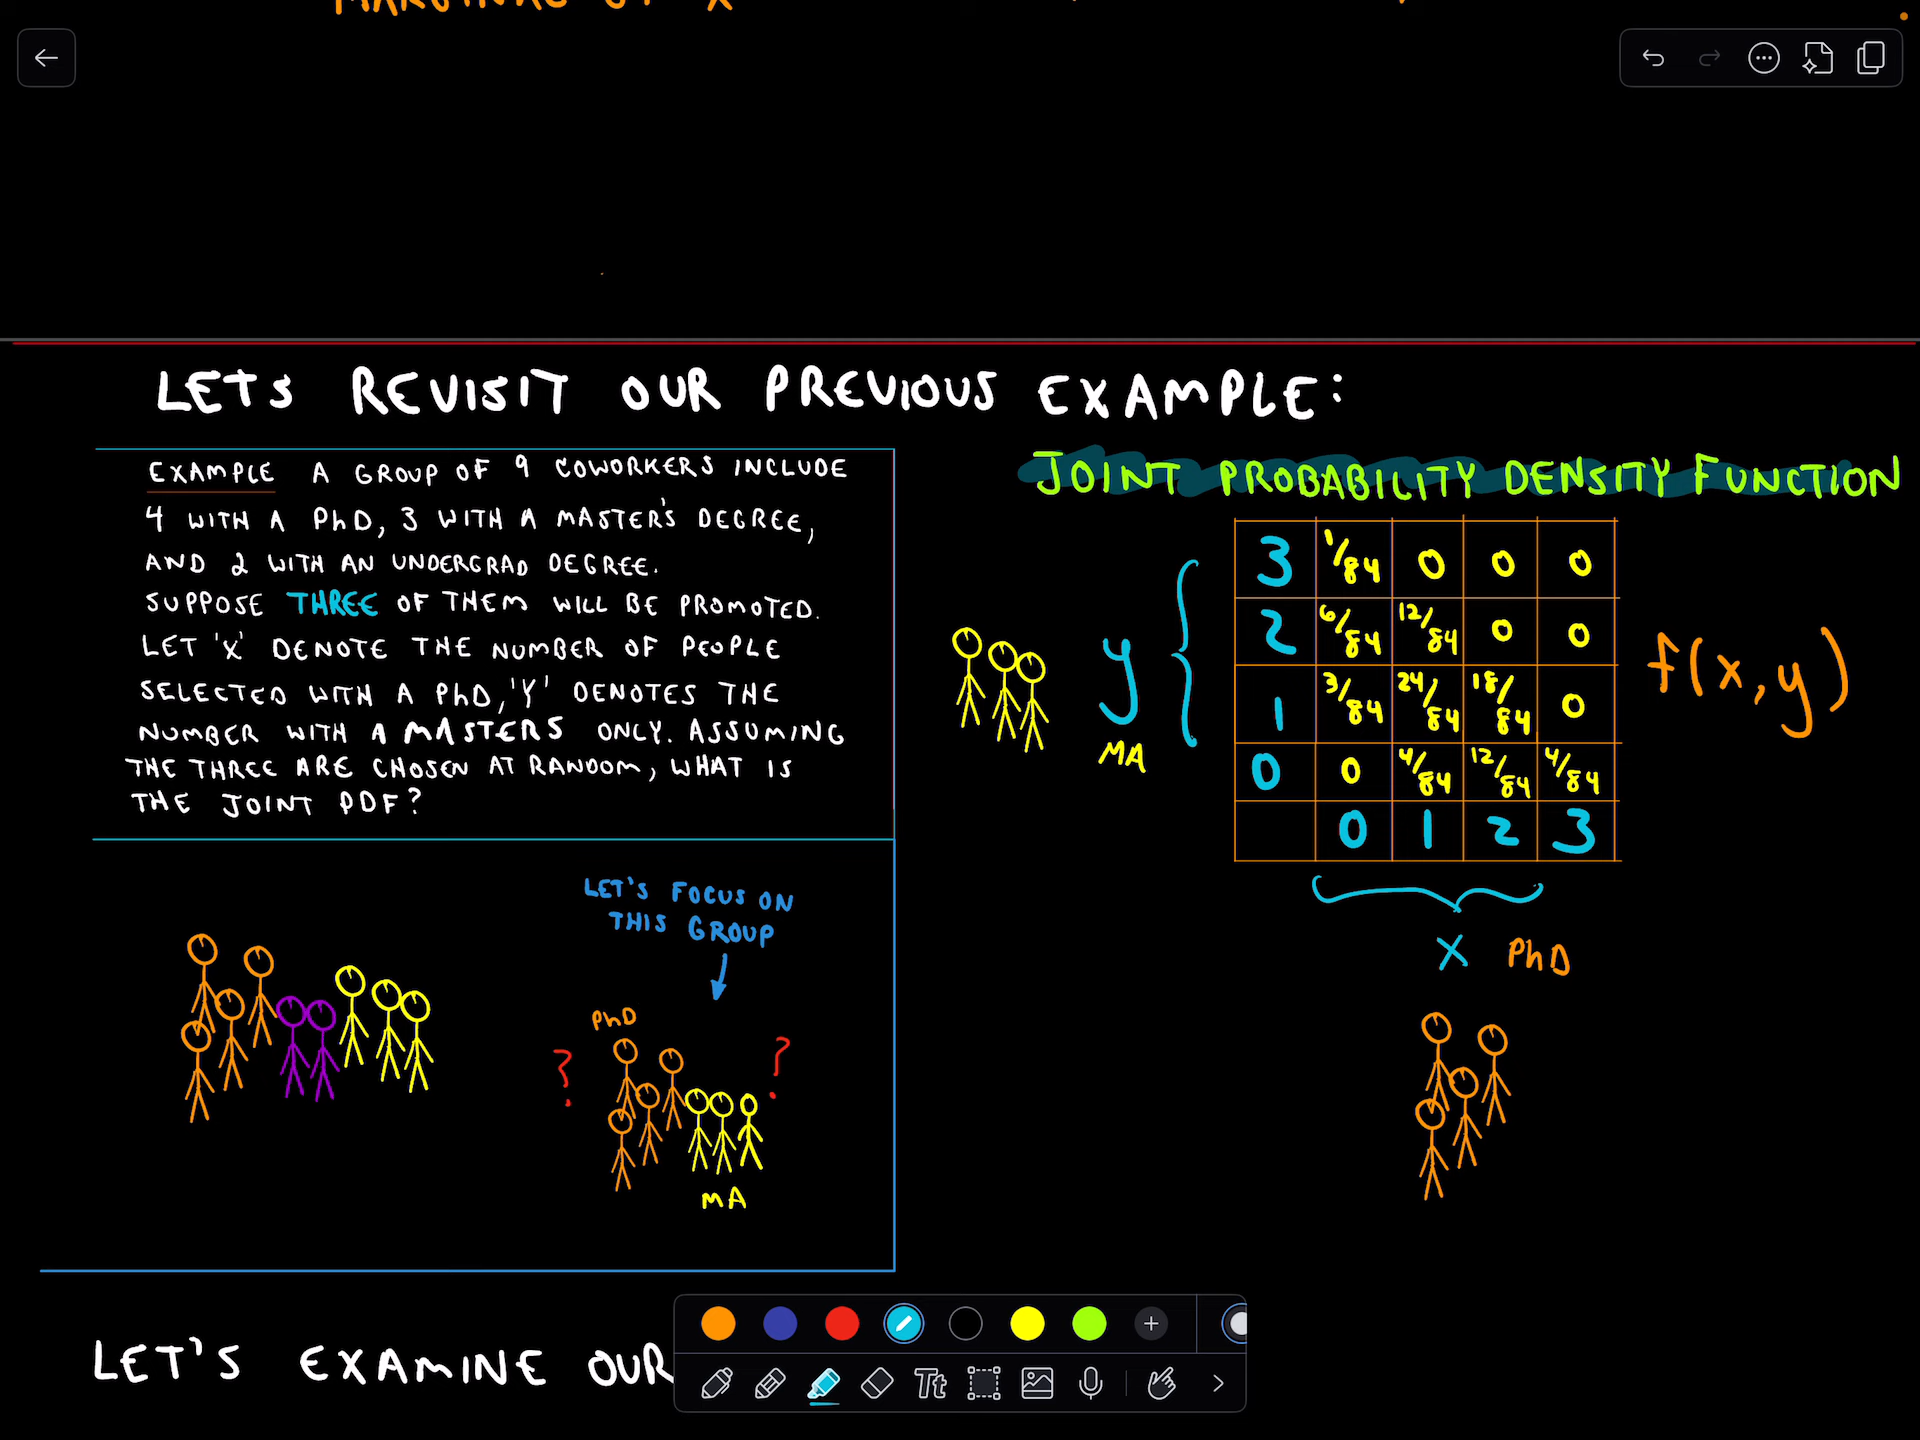 MARGINAL OF X
LETS REVISIT OUR PREVIOUS EXAMPLE:
EXAMPLE A GROUP OF 9 COWORKERS INCLUDE
4 WITH A PhD, 3 WITH A MASTER'S DEGREE,
AND 2 WITH AN UNDERGRAD DEGREE.
SUPPOSE THREE OF THEM WILL BE PROMOTED.
LET 'X' DENOTE THE NUMBER OF PEOPLE
SELECTED WITH A PhD, 'Y' DENOTES THE
NUMBER WITH A MASTERS ONLY. ASSUMING
THE THREE ARE CHOSEN AT RANDOM, WHAT IS
THE JOINT PDF?
LET'S FOCUS ON
THIS GROUP
PhD
? ?
MA
JOINT PROBABILITY DENSITY FUNCTION
3 1/84 0 0 0
2 6/84 12/84 0 0
1 3/84 24/84 18/84 0
0 0 4/84 12/84 4/84
0 1 2 3
y
MA
f(x,y)
X PhD
LET'S EXAMINE OUR
Tt